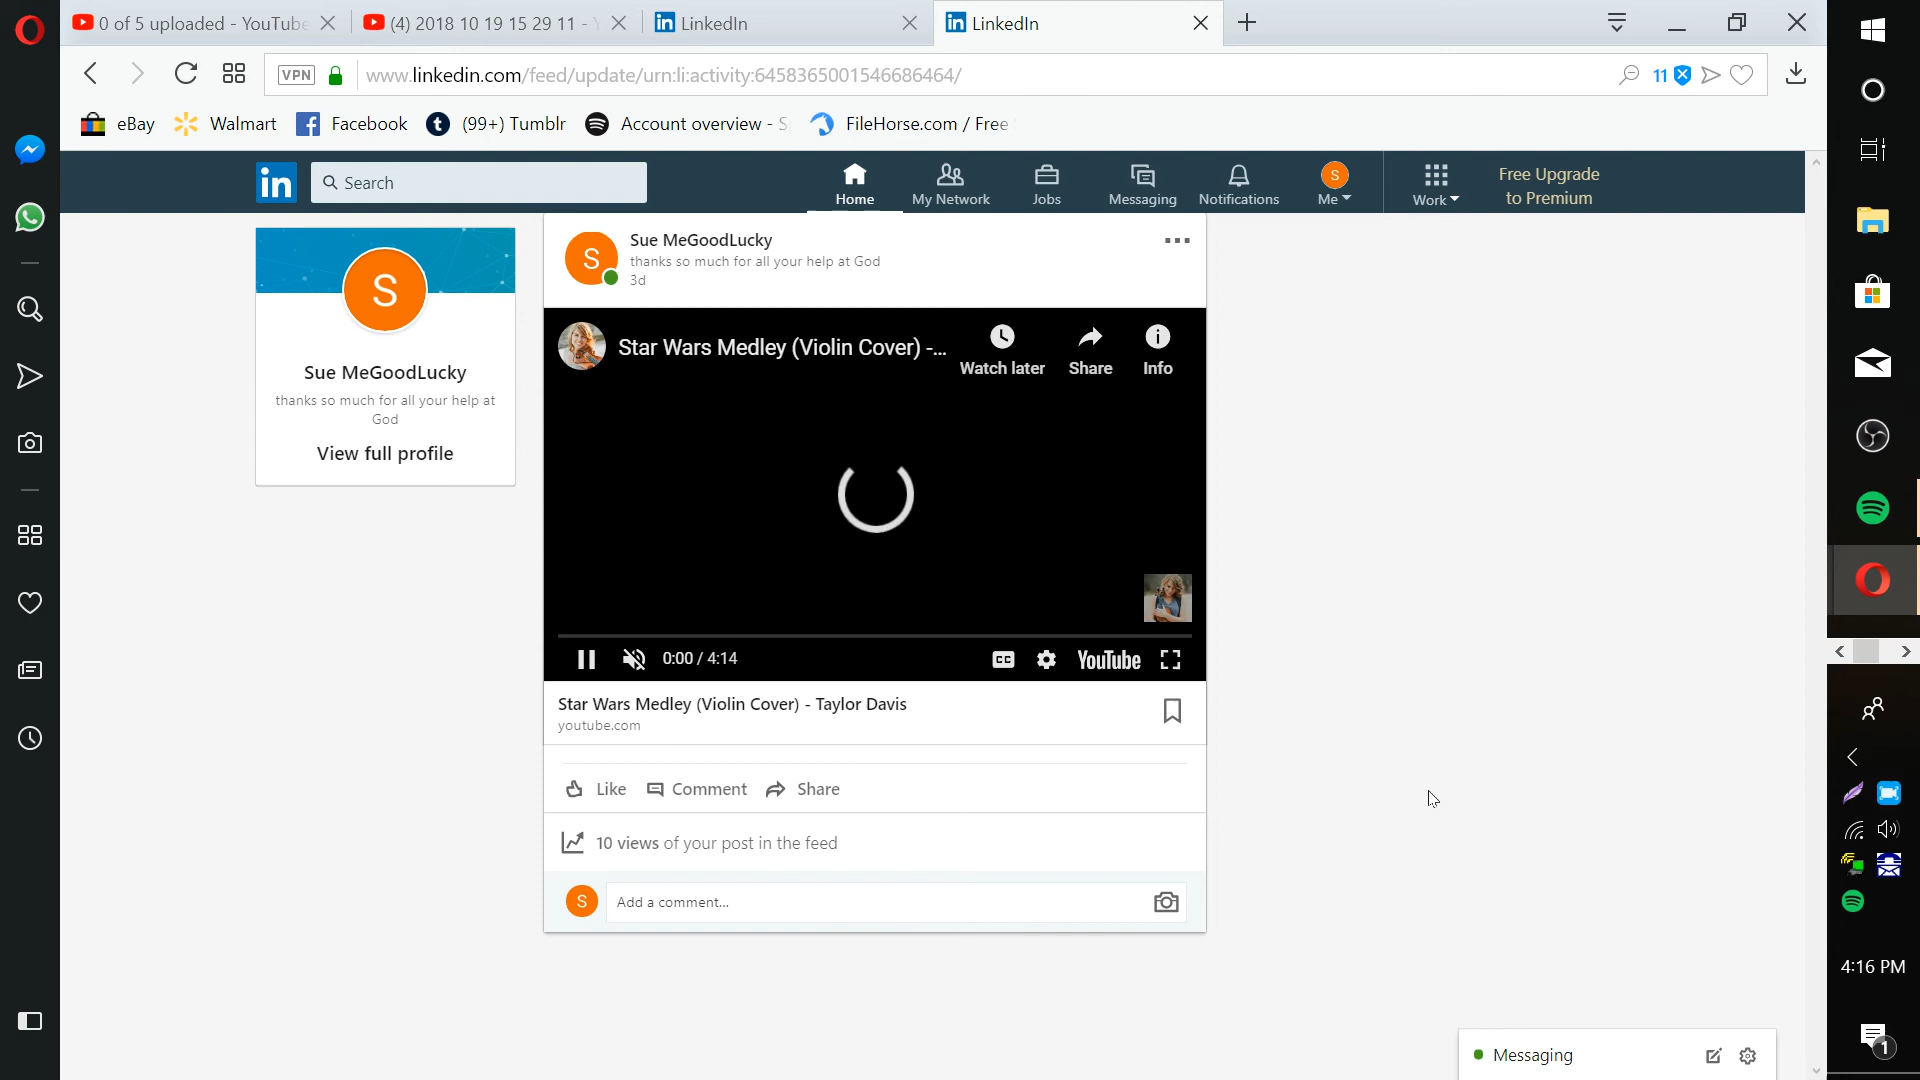 0 of 5 uploaded - YouTube
(4) 2018 10 19 15 29 11 -
LinkedIn
LinkedIn
VPN
www.linkedin.com/feed/update/urn:li:activity:6458365001546686464/
11
eBay
Walmart
Facebook
(99+) Tumblr
Account overview - S
FileHorse.com / Free
in
Search
Home
My Network
Jobs
Messaging
Notifications
S
Me
Work
Free Upgrade
to Premium
S
Sue MeGoodLucky
thanks so much for all your help at
God
View full profile
S
Sue MeGoodLucky
thanks so much for all your help at God
3d
Star Wars Medley (Violin Cover) -...
Watch later
Share
Info
0:00 / 4:14
CC
YouTube
Star Wars Medley (Violin Cover) - Taylor Davis
youtube.com
Like
Comment
Share
10 views of your post in the feed
S
Add a comment...
Messaging
4:16 PM
1